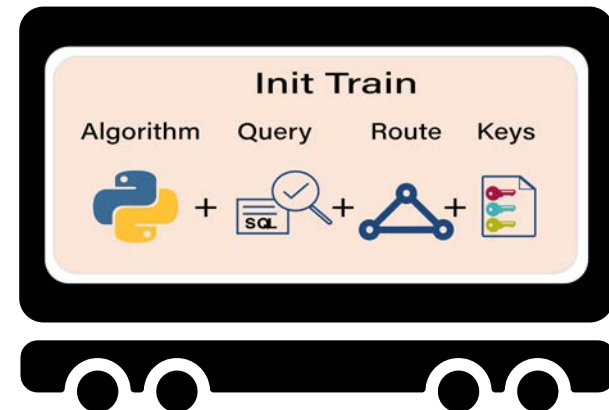 Init Train
Algorithm Query Route Keys
+ SQL + +